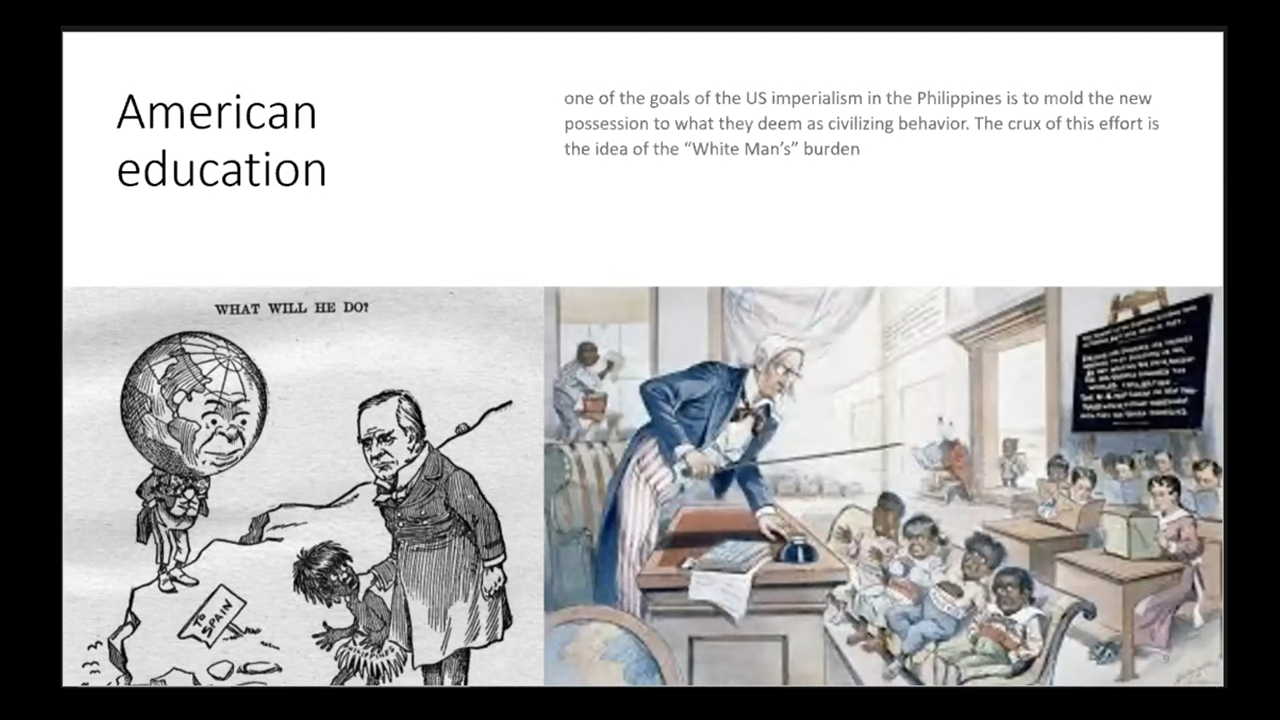 American
education
one of the goals of the US imperialism in the Philippines is to mold the new
possession to what they deem as civilizing behavior. The crux of this effort is
the idea of the “White Man’s” burden
WHAT WILL HE DO?
TO
SPAIN
PHILIPPINES